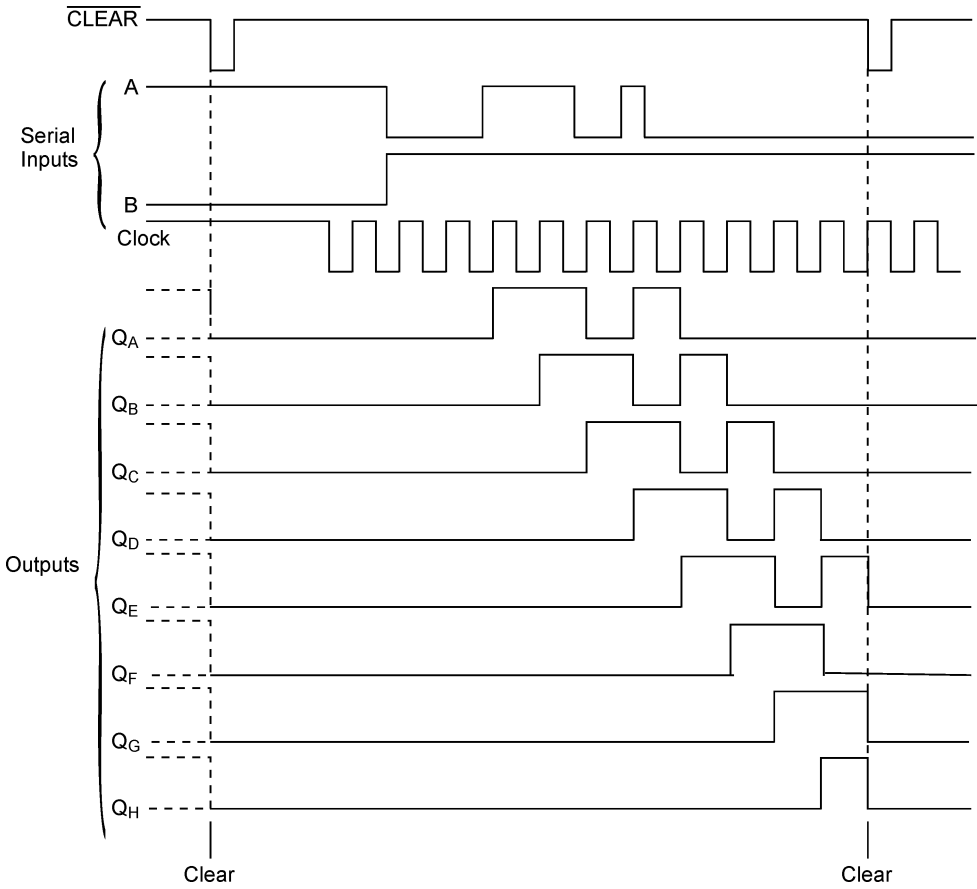 CLEAR
A
Serial
Inputs
B
Clock
QA
QB
QC
QD
Outputs
QE
QF
QG
QH
Clear Clear